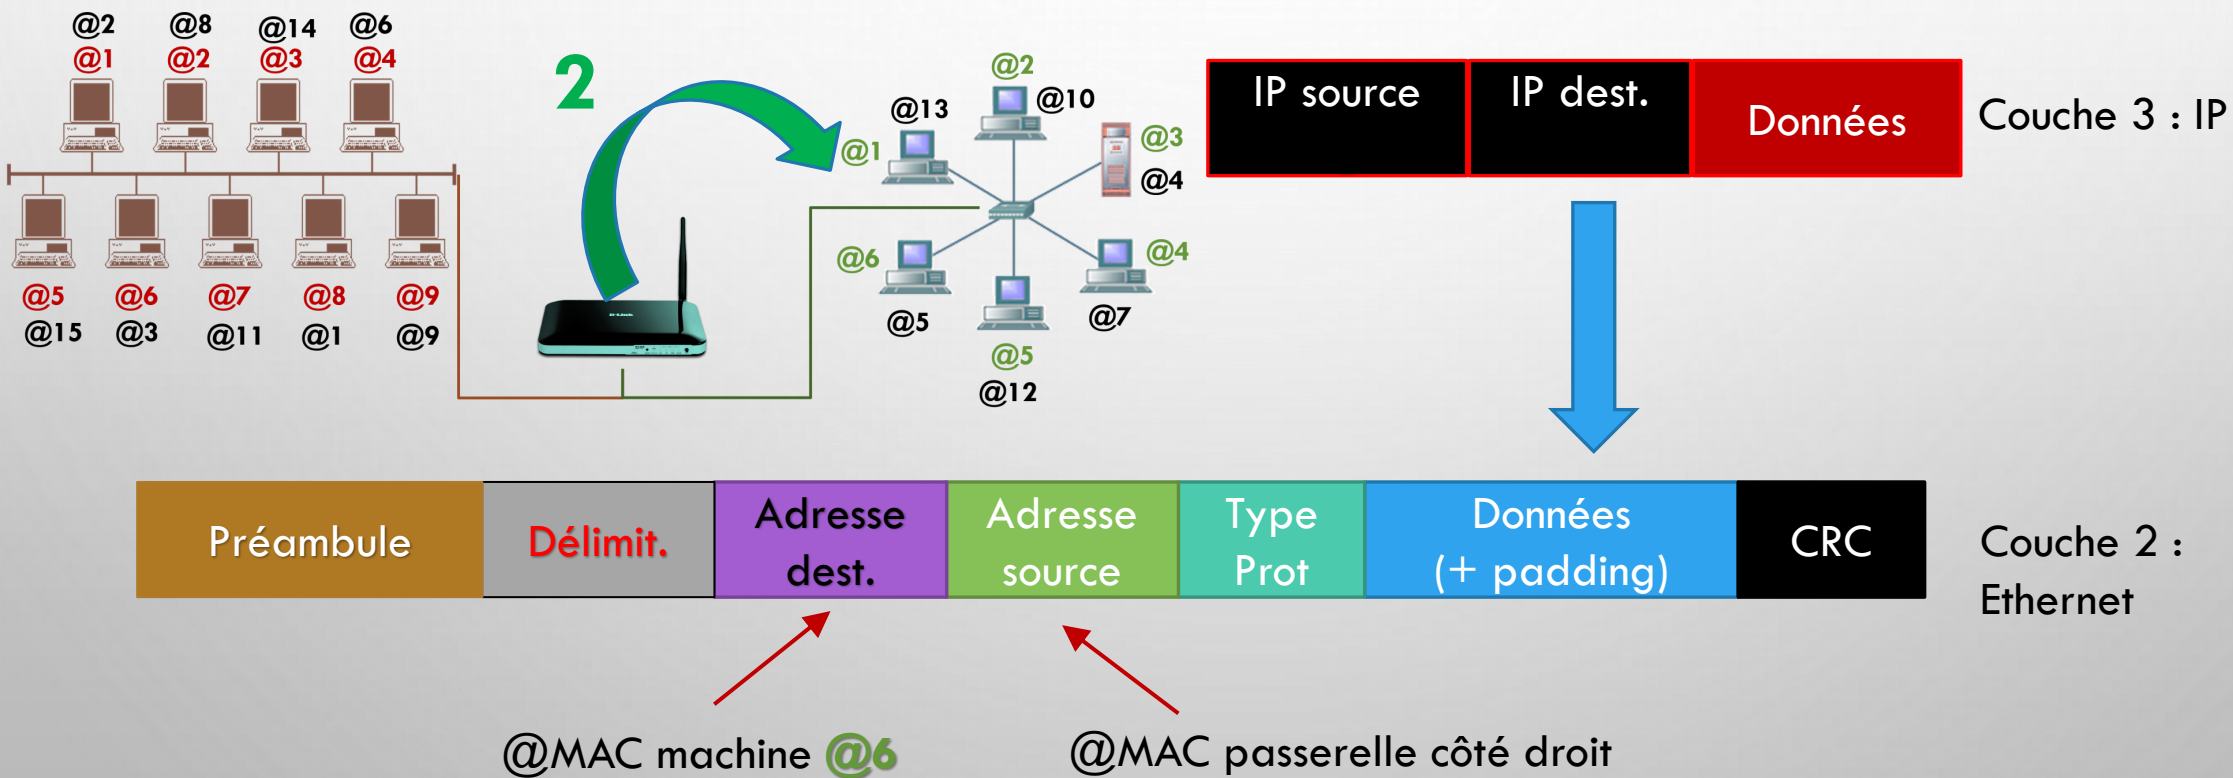 @2 @8 @14 @6
@1 @2 @3 @4
@5 @6 @7 @8 @9
@15 @3 @11 @1 @9
2
@2
@10
@13
@1
@3
@4
@6
@5
@4
@7
@5
@12
D-Link
IP source IP dest. Données
Couche 3 : IP
Préambule Délimit. Adresse
dest. Adresse
source Type
Prot Données
(+ padding) CRC
Couche 2 :
Ethernet
@MAC machine @6
@MAC passerelle côté droit